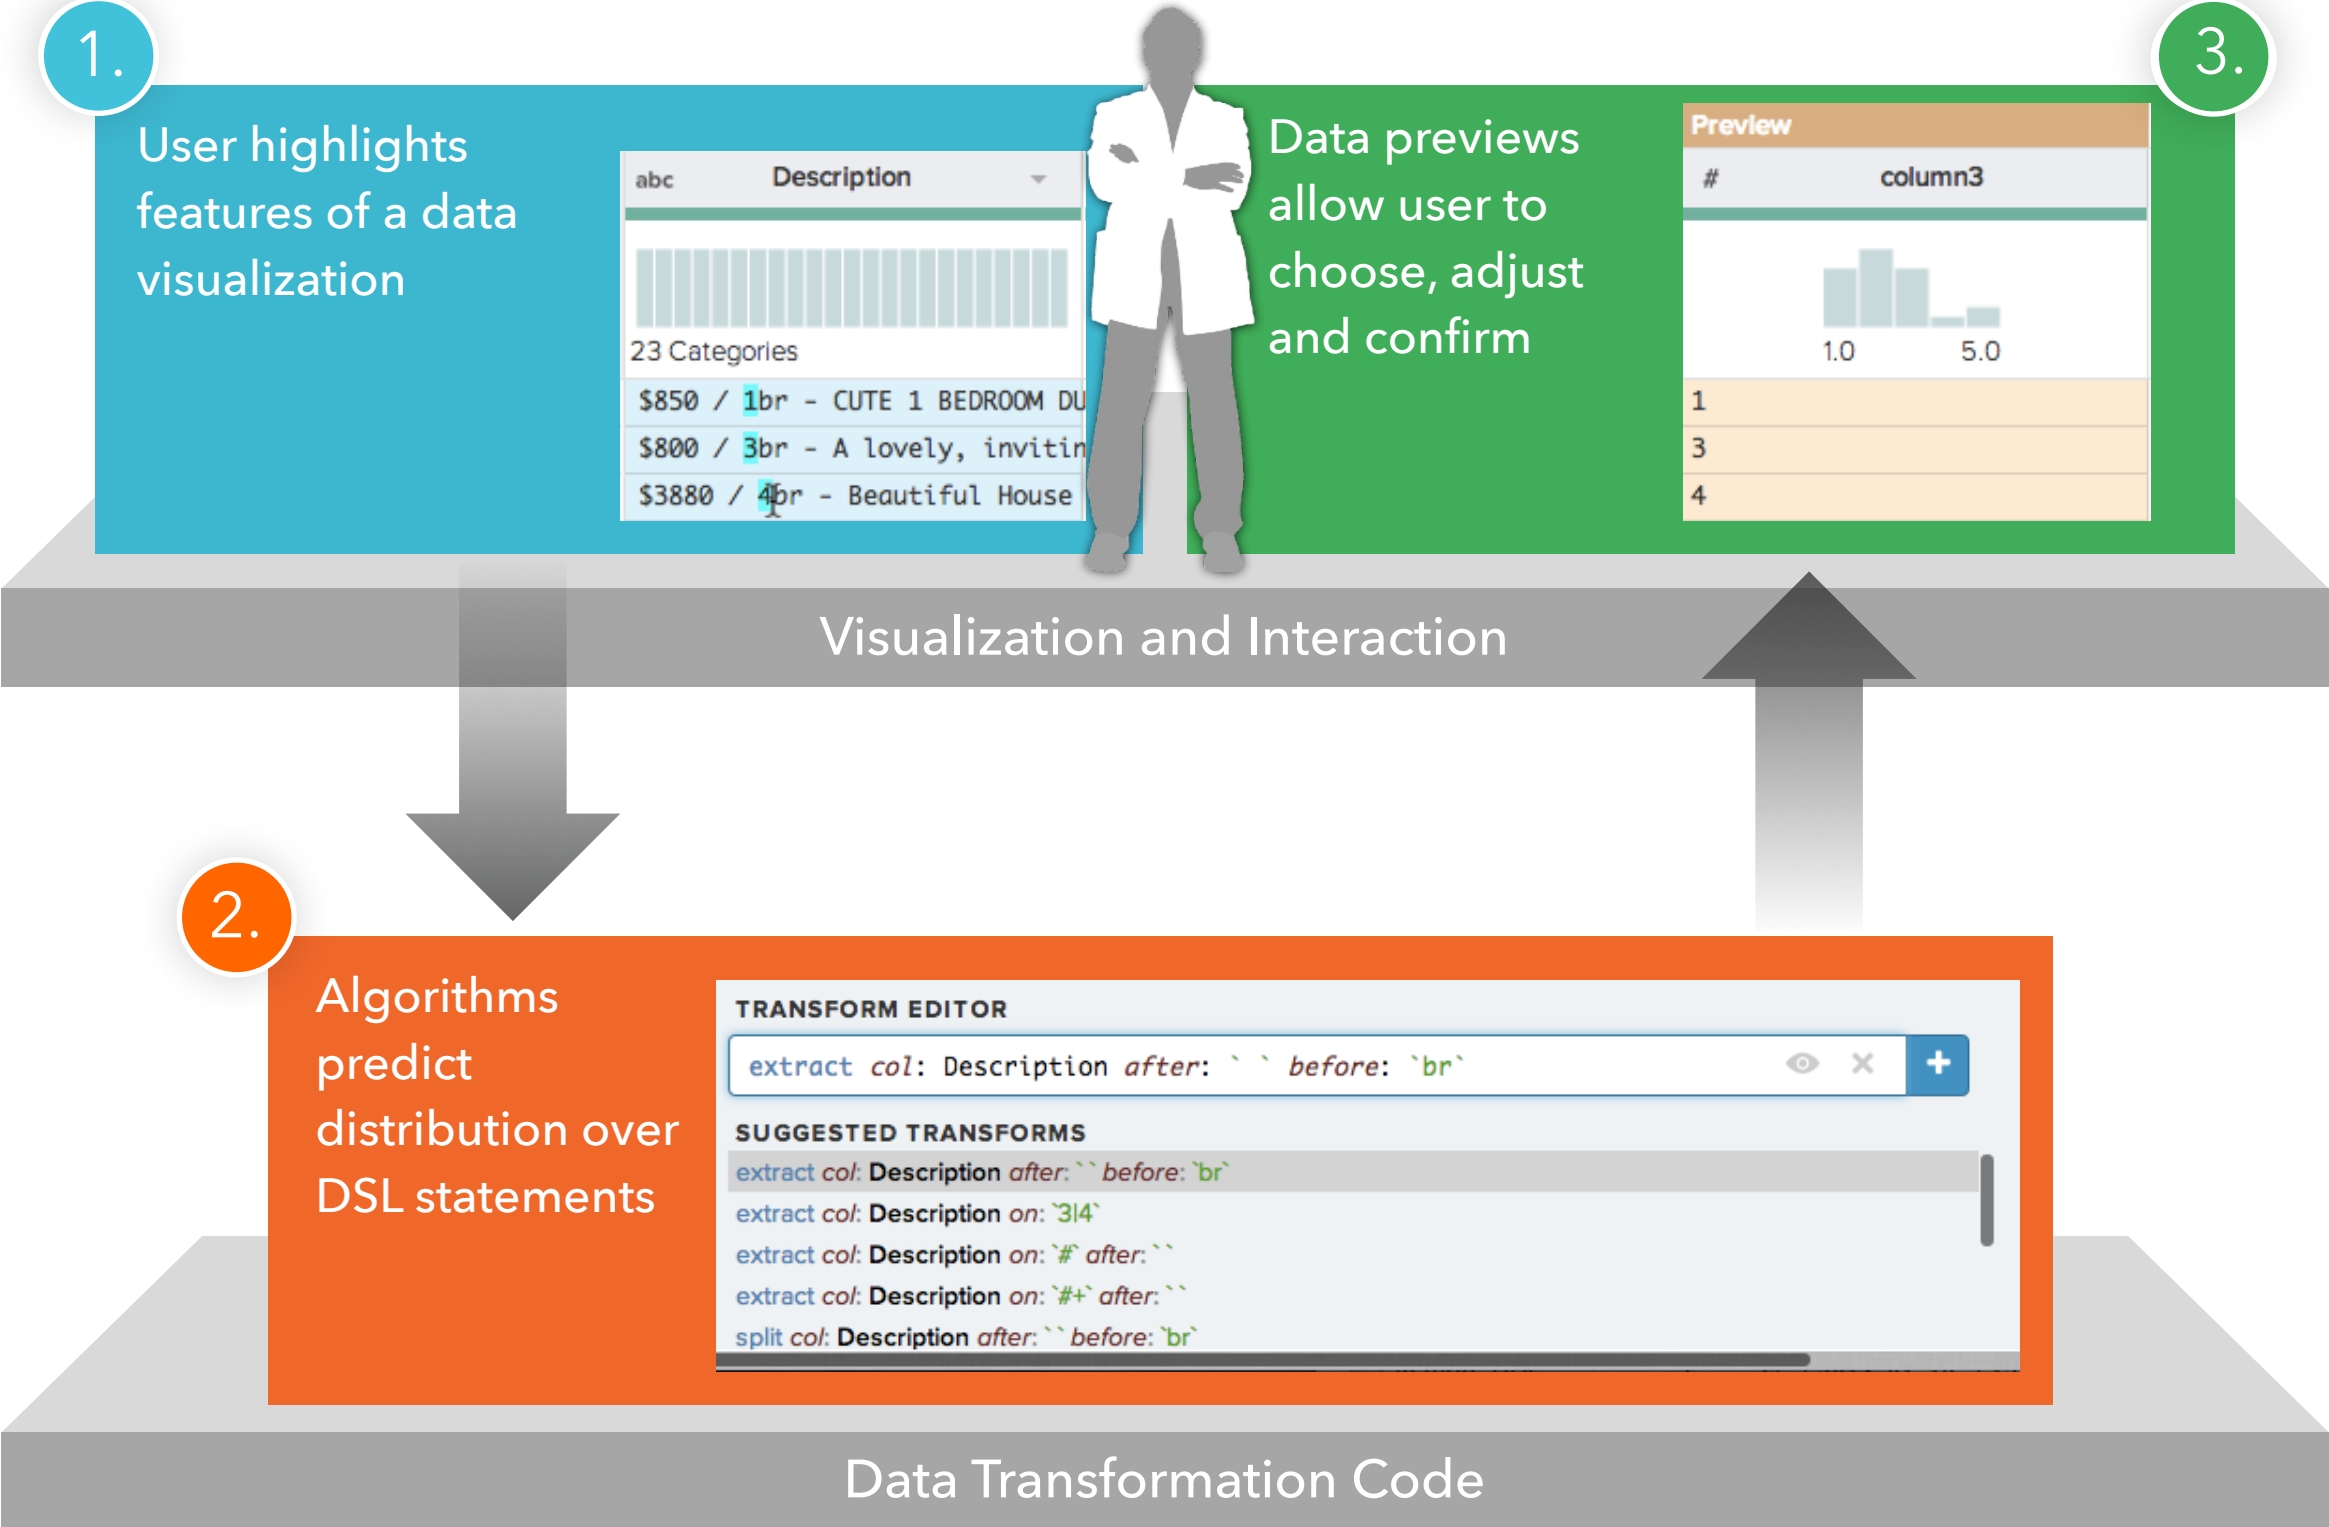 1.
User highlights
features of a data
visualization
abc Description
23 Categories
$850 / 1br - CUTE 1 BEDROOM DU
$800 / 3br - A lovely, invitin
$3880 / 4br - Beautiful House
3.
Data previews
allow user to
choose, adjust
and confirm
Preview
# column3
1.0 5.0
1
3
4
Visualization and Interaction
2.
Algorithms
predict
distribution over
DSL statements
TRANSFORM EDITOR
extract col: Description after: ` ` before: `br`
SUGGESTED TRANSFORMS
extract col: Description after: ` ` before: `br`
extract col: Description on: `3|4`
extract col: Description on: `#` after: ` `
extract col: Description on: `#+` after: ` `
split col: Description after: ` ` before: `br`
Data Transformation Code